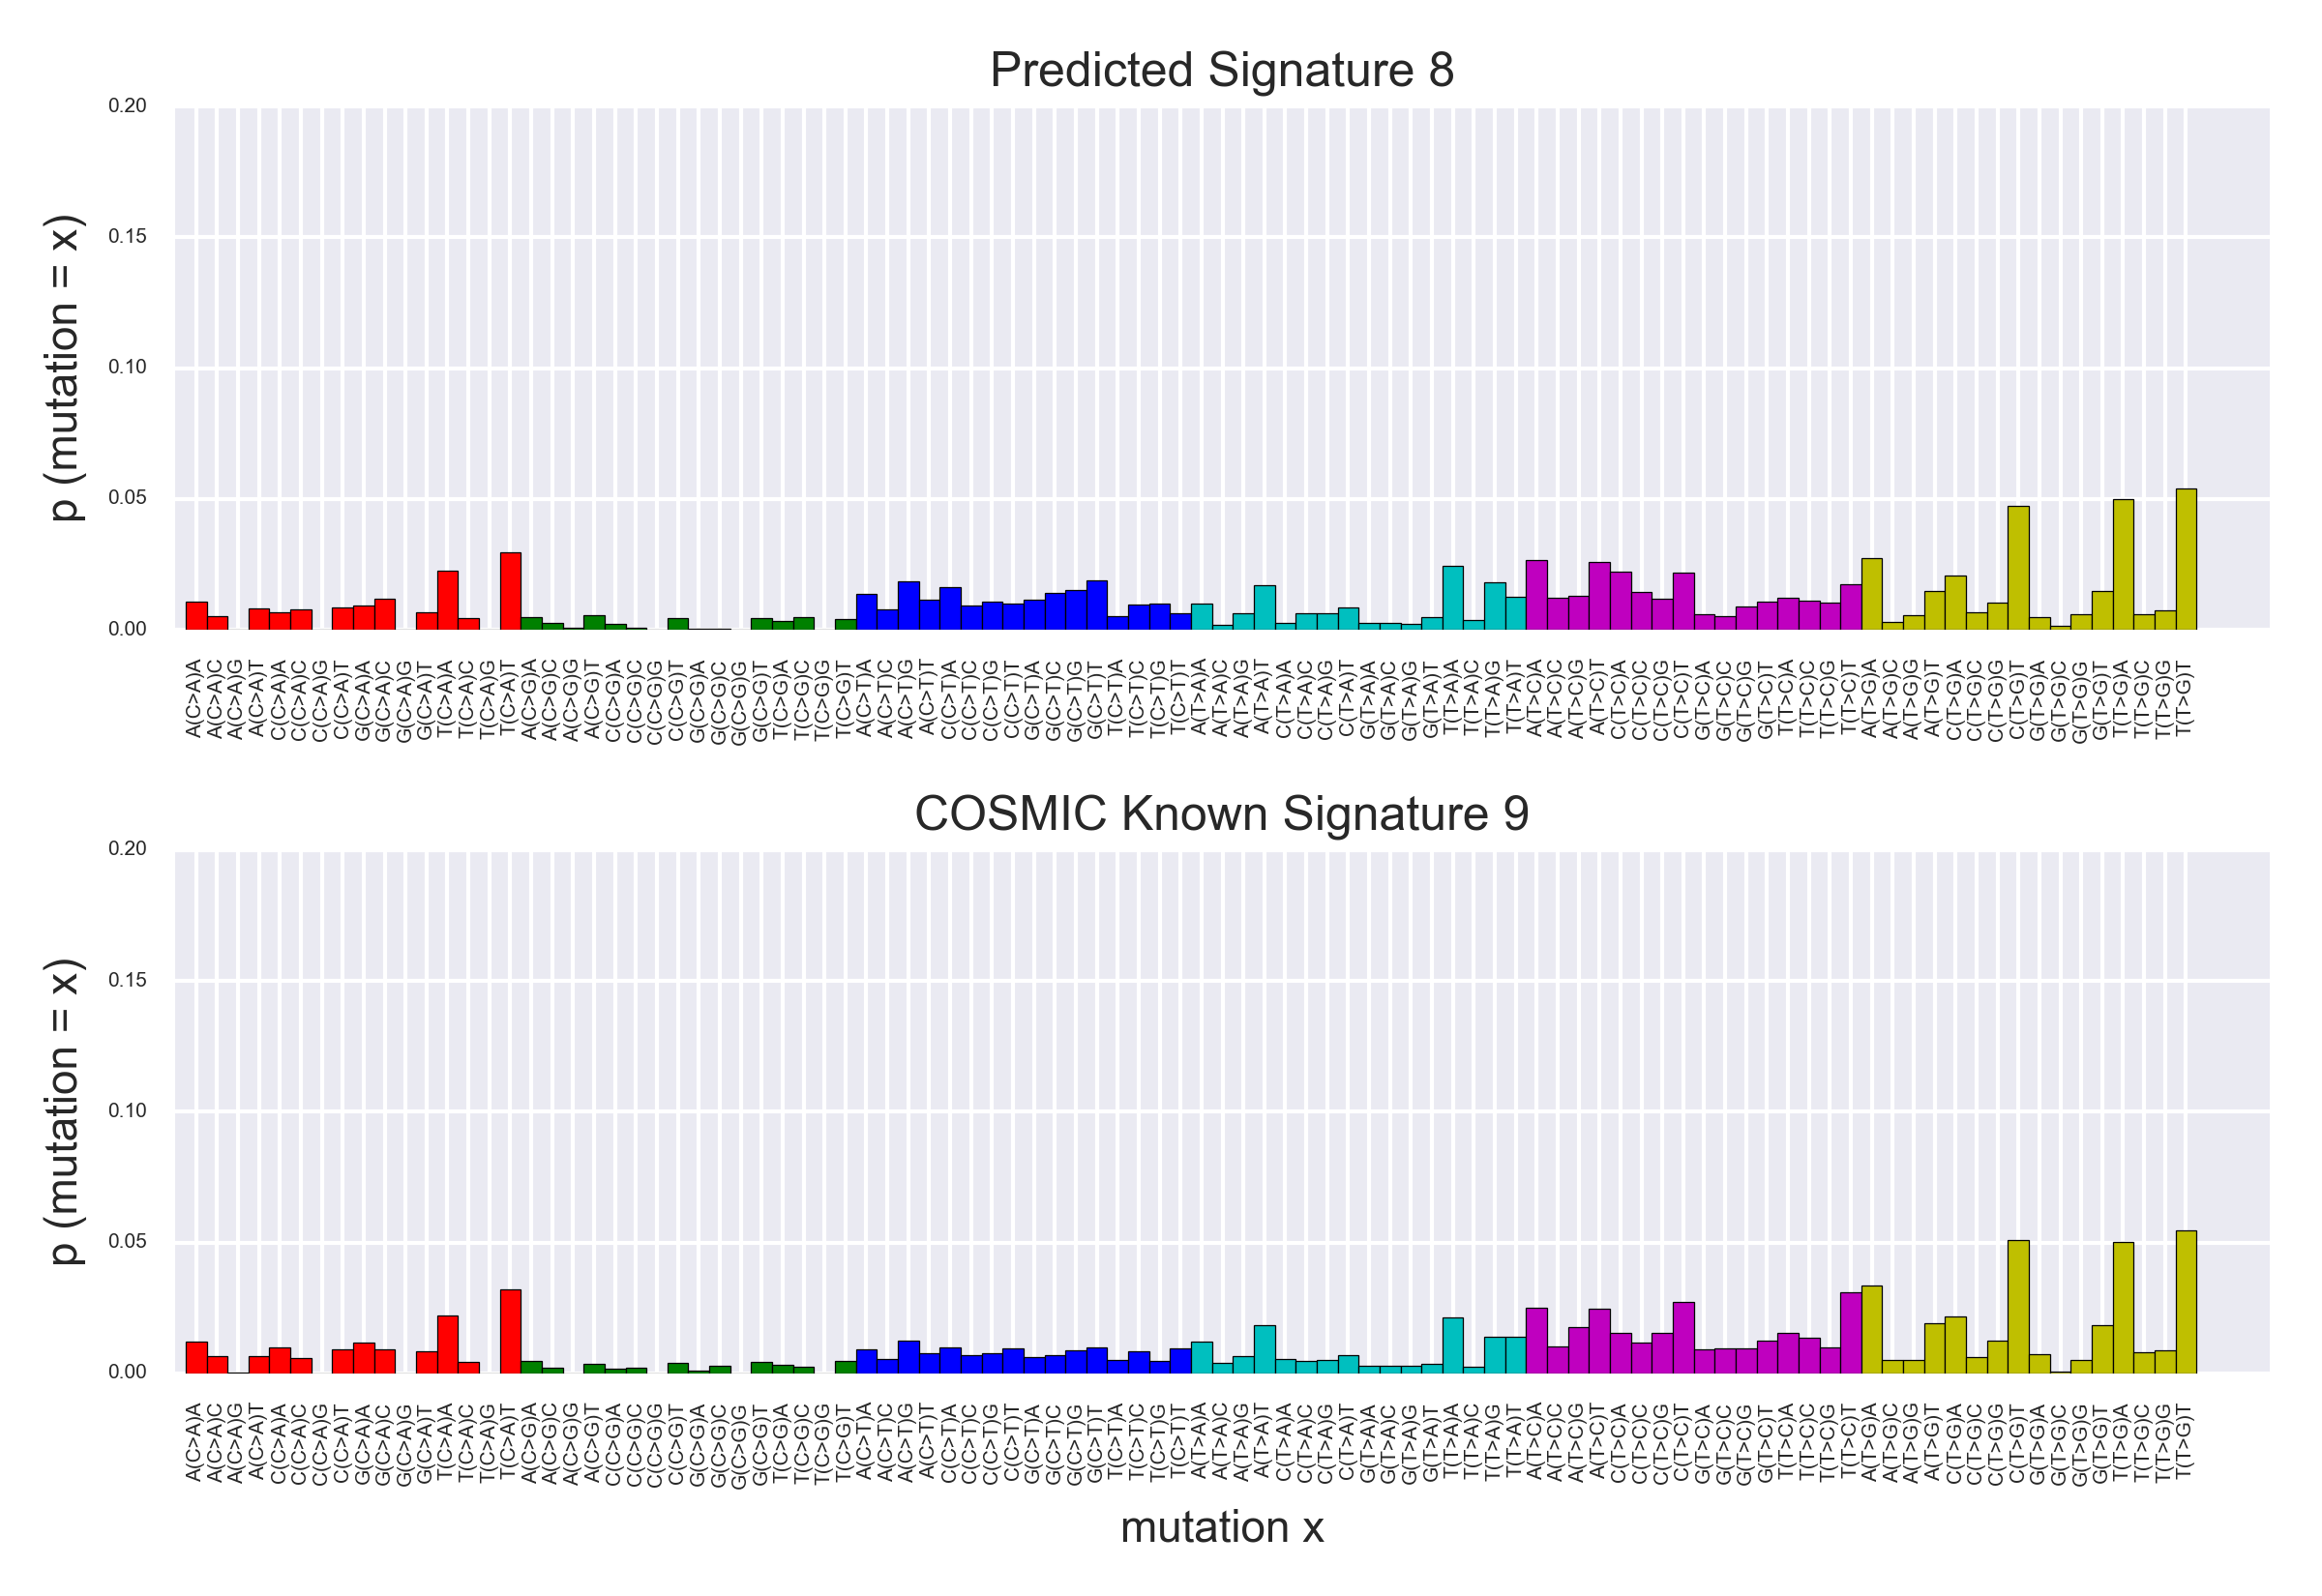 Predicted Signature 8
p (mutation = x)
0.20
0.15
0.10
0.05
0.00
A(C>A)A A(C>A)C A(C>A)G A(C>A)T C(C>A)A C(C>A)C C(C>A)G C(C>A)T G(C>A)A G(C>A)C G(C>A)G G(C>A)T T(C>A)A T(C>A)C T(C>A)G T(C>A)T A(C>G)A A(C>G)C A(C>G)G A(C>G)T C(C>G)A C(C>G)C C(C>G)G C(C>G)T G(C>G)A G(C>G)C G(C>G)G G(C>G)T T(C>G)A T(C>G)C T(C>G)G T(C>G)T A(C>T)A A(C>T)C A(C>T)G A(C>T)T C(C>T)A C(C>T)C C(C>T)G C(C>T)T G(C>T)A G(C>T)C G(C>T)G G(C>T)T T(C>T)A T(C>T)C T(C>T)G T(C>T)T A(T>A)A A(T>A)C A(T>A)G A(T>A)T C(T>A)A C(T>A)C C(T>A)G C(T>A)T G(T>A)A G(T>A)C G(T>A)G G(T>A)T T(T>A)A T(T>A)C T(T>A)G T(T>A)T A(T>C)A A(T>C)C A(T>C)G A(T>C)T C(T>C)A C(T>C)C C(T>C)G C(T>C)T G(T>C)A G(T>C)C G(T>C)G G(T>C)T T(T>C)A T(T>C)C T(T>C)G T(T>C)T A(T>G)A A(T>G)C A(T>G)G A(T>G)T C(T>G)A C(T>G)C C(T>G)G C(T>G)T G(T>G)A G(T>G)C G(T>G)G G(T>G)T T(T>G)A T(T>G)C T(T>G)G T(T>G)T
COSMIC Known Signature 9
p (mutation = x)
0.20
0.15
0.10
0.05
0.00
A(C>A)A A(C>A)C A(C>A)G A(C>A)T C(C>A)A C(C>A)C C(C>A)G C(C>A)T G(C>A)A G(C>A)C G(C>A)G G(C>A)T T(C>A)A T(C>A)C T(C>A)G T(C>A)T A(C>G)A A(C>G)C A(C>G)G A(C>G)T C(C>G)A C(C>G)C C(C>G)G C(C>G)T G(C>G)A G(C>G)C G(C>G)G G(C>G)T T(C>G)A T(C>G)C T(C>G)G T(C>G)T A(C>T)A A(C>T)C A(C>T)G A(C>T)T C(C>T)A C(C>T)C C(C>T)G C(C>T)T G(C>T)A G(C>T)C G(C>T)G G(C>T)T T(C>T)A T(C>T)C T(C>T)G T(C>T)T A(T>A)A A(T>A)C A(T>A)G A(T>A)T C(T>A)A C(T>A)C C(T>A)G C(T>A)T G(T>A)A G(T>A)C G(T>A)G G(T>A)T T(T>A)A T(T>A)C T(T>A)G T(T>A)T A(T>C)A A(T>C)C A(T>C)G A(T>C)T C(T>C)A C(T>C)C C(T>C)G C(T>C)T G(T>C)A G(T>C)C G(T>C)G G(T>C)T T(T>C)A T(T>C)C T(T>C)G T(T>C)T A(T>G)A A(T>G)C A(T>G)G A(T>G)T C(T>G)A C(T>G)C C(T>G)G C(T>G)T G(T>G)A G(T>G)C G(T>G)G G(T>G)T T(T>G)A T(T>G)C T(T>G)G T(T>G)T
mutation x